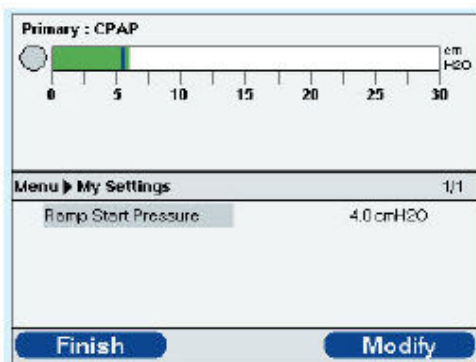 Primary : CPAP
cm
H2O
0 5 10 15 20 25 30
Menu My Settings 1/1
Ramp Start Pressure 4.0 cmH2O
Finish Modify